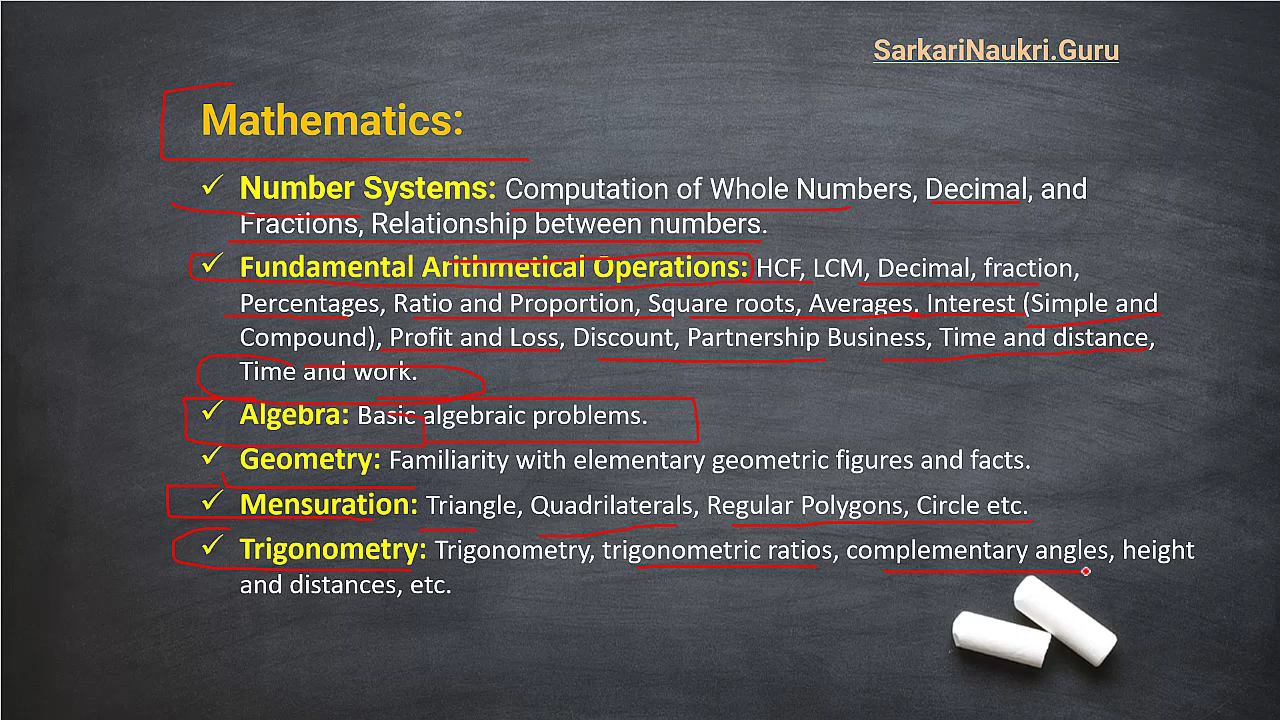 SarkariNaukri.Guru
Mathematics:
✓ Number Systems: Computation of Whole Numbers, Decimal, and
Fractions, Relationship between numbers.
✓ Fundamental Arithmetical Operations: HCF, LCM, Decimal, fraction,
Percentages, Ratio and Proportion, Square roots, Averages, Interest (Simple and
Compound), Profit and Loss, Discount, Partnership Business, Time and distance,
Time and work.
✓ Algebra: Basic algebraic problems.
✓ Geometry: Familiarity with elementary geometric figures and facts.
✓ Mensuration: Triangle, Quadrilaterals, Regular Polygons, Circle etc.
✓ Trigonometry: Trigonometry, trigonometric ratios, complementary angles, height
and distances, etc.